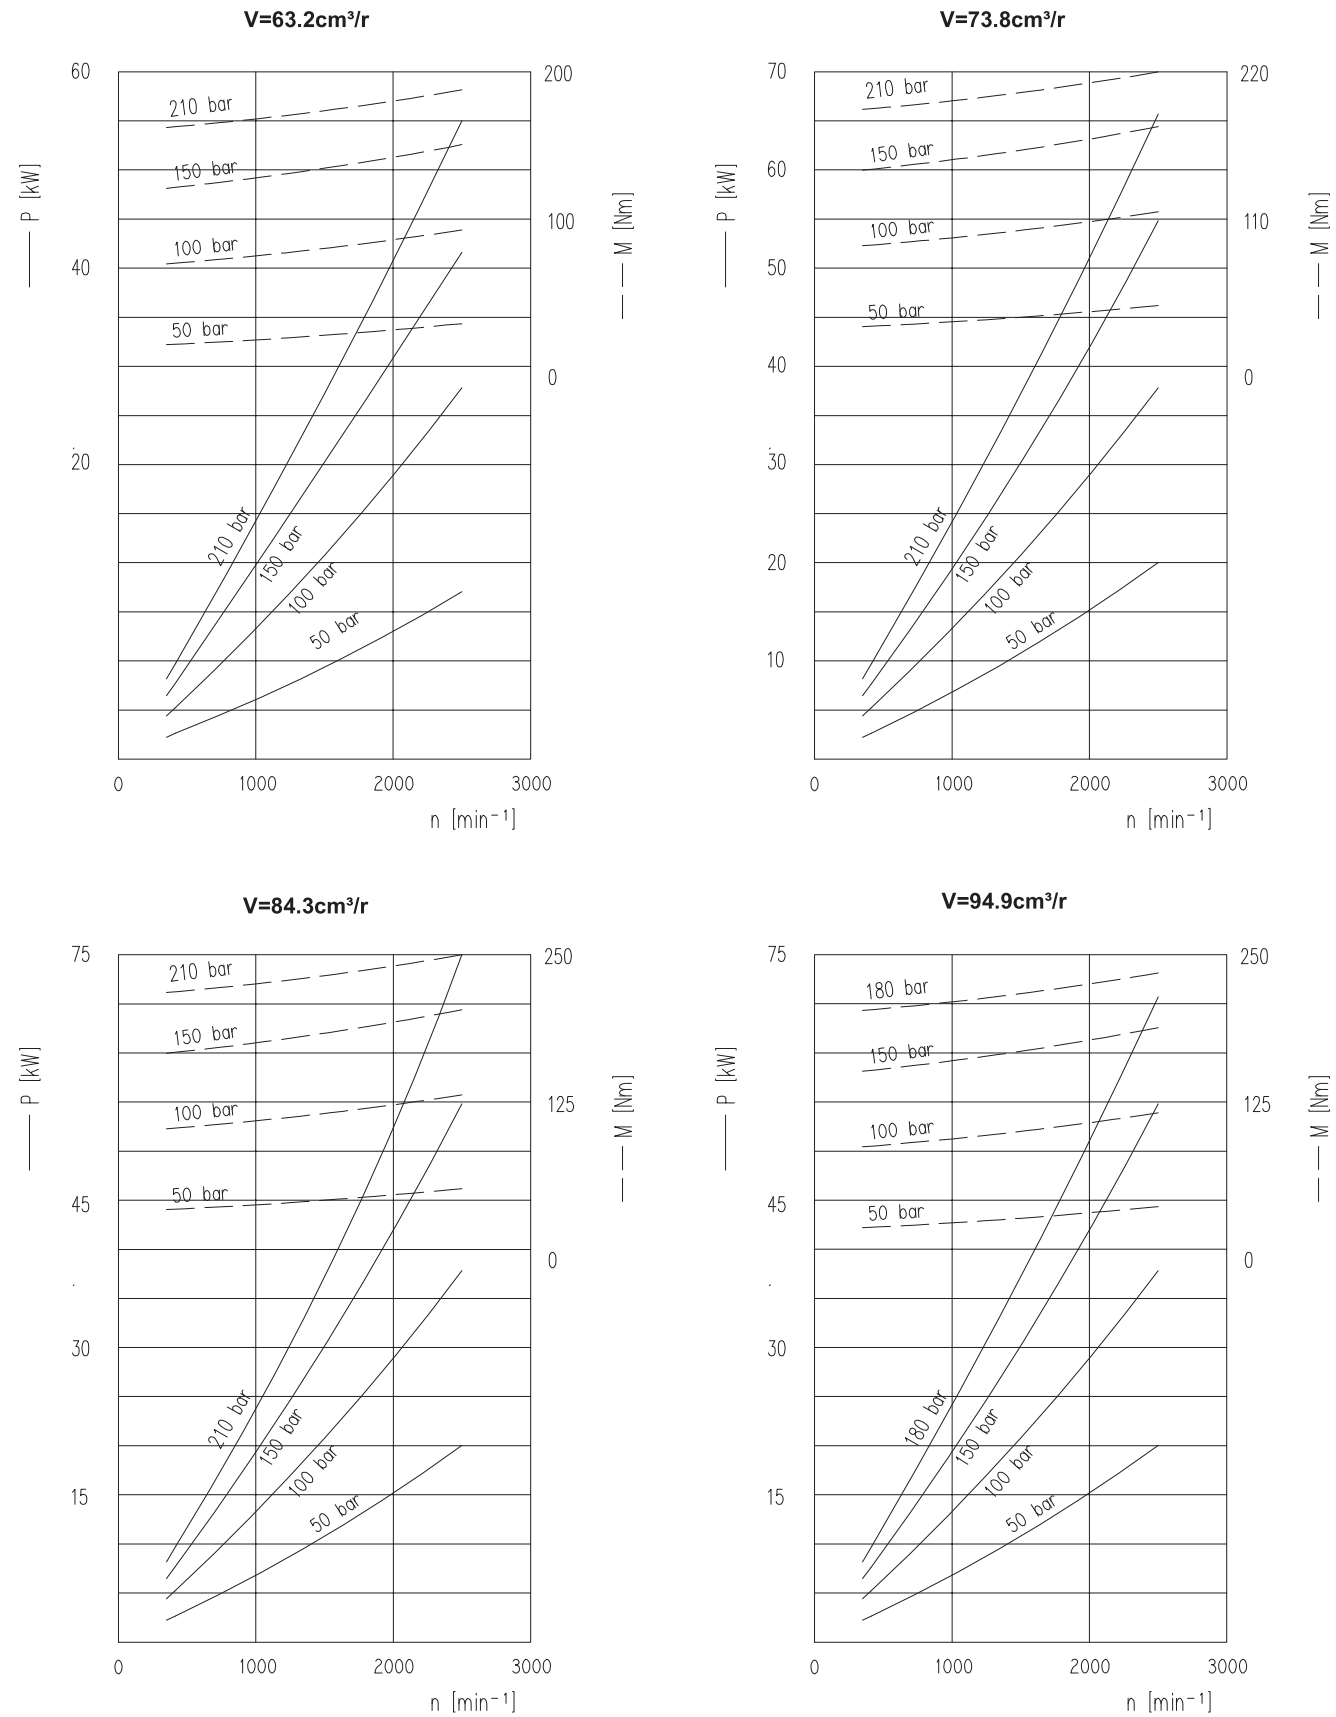 V=63.2cm³/r
60
40
20
P [kW]
200
100
0
M [Nm]
210 bar
150 bar
100 bar
50 bar
210 bar
150 bar
100 bar
50 bar
0 1000 2000 3000
n [min⁻¹]
V=73.8cm³/r
70
60
50
40
30
20
10
P [kW]
220
110
0
M [Nm]
210 bar
150 bar
100 bar
50 bar
210 bar
150 bar
100 bar
50 bar
0 1000 2000 3000
n [min⁻¹]
V=84.3cm³/r
75
45
30
15
P [kW]
250
125
0
M [Nm]
210 bar
150 bar
100 bar
50 bar
210 bar
150 bar
100 bar
50 bar
0 1000 2000 3000
n [min⁻¹]
V=94.9cm³/r
75
45
30
15
P [kW]
250
125
0
M [Nm]
180 bar
150 bar
100 bar
50 bar
180 bar
150 bar
100 bar
50 bar
0 1000 2000 3000
n [min⁻¹]